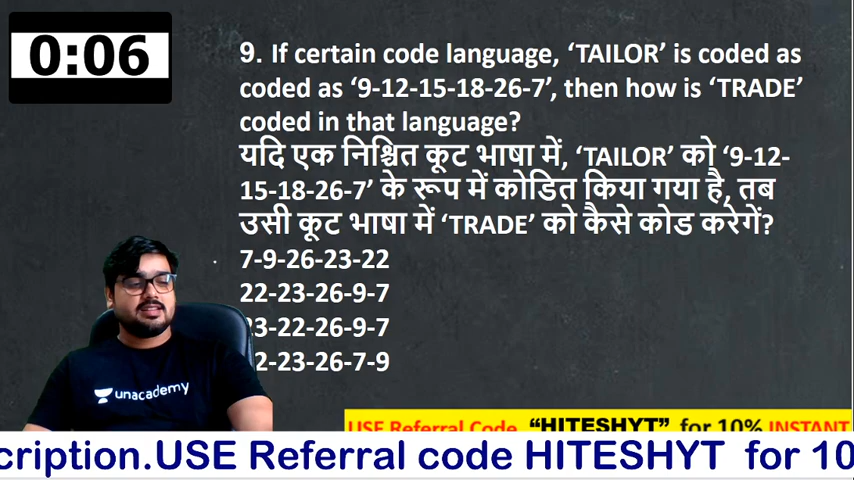 0:06
9. If certain code language, ‘TAILOR’ is coded as
coded as ‘9-12-15-18-26-7’, then how is ‘TRADE’
coded in that language?
यदि एक निश्चित कूट भाषा में, ‘TAILOR’ को ‘9-12-
15-18-26-7’ के रूप में कोडित किया गया है, तब
उसी कूट भाषा में ‘TRADE’ को कैसे कोड करेगें?
7-9-26-23-22
22-23-26-9-7
23-22-26-9-7
2-23-26-7-9
unacademy
USE Referral Code “HITESHYT” for 10% INSTANT
cription.USE Referral code HITESHYT for 10